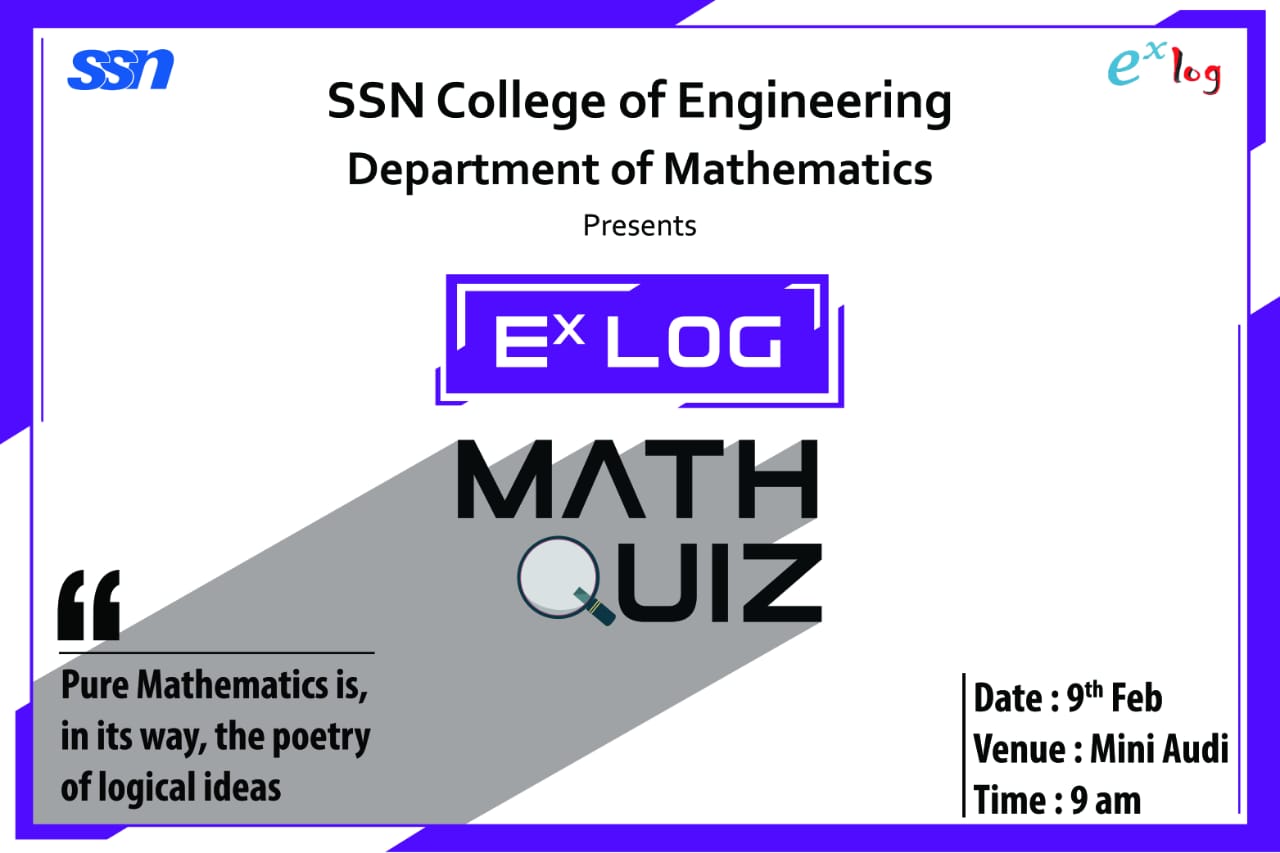 ssn
e^x log
SSN College of Engineering
Department of Mathematics
Presents
E^X LOG
MATH
QUIZ
“
Pure Mathematics is,
in its way, the poetry
of logical ideas
Date : 9th Feb
Venue : Mini Audi
Time : 9 am